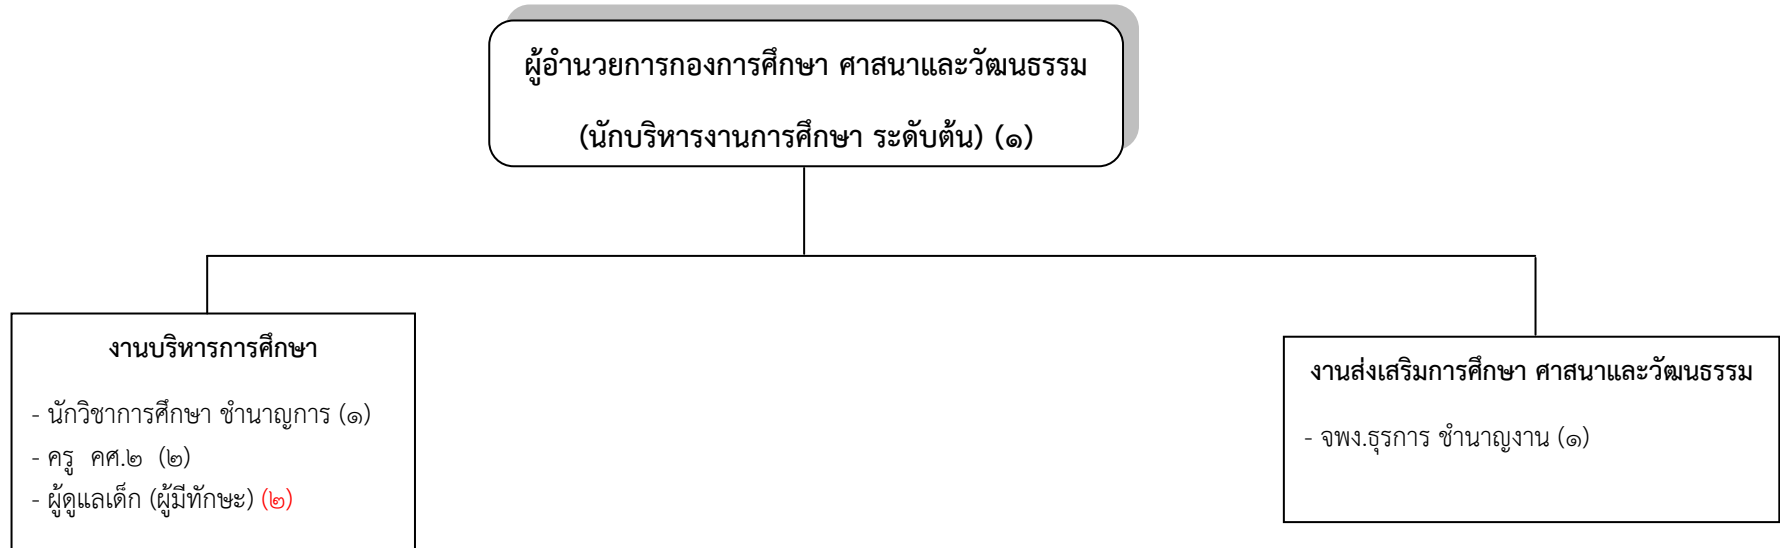 ผู้อำนวยการกองการศึกษา ศาสนาและวัฒนธรรม
(นักบริหารงานการศึกษา ระดับต้น) (๑)
งานบริหารการศึกษา
- นักวิชาการศึกษา ชำนาญการ (๑)
- ครู คศ.๒ (๒)
- ผู้ดูแลเด็ก (ผู้มีทักษะ) (๒)
งานส่งเสริมการศึกษา ศาสนาและวัฒนธรรม
- จพง.ธุรการ ชำนาญงาน (๑)